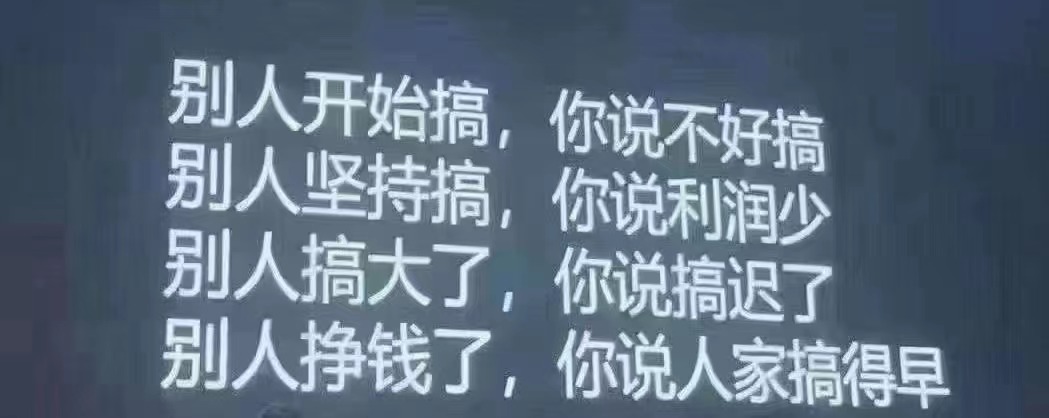 别人开始搞，你说不好搞
别人坚持搞，你说利润少
别人搞大了，你说搞迟了
别人挣钱了，你说人家搞得早